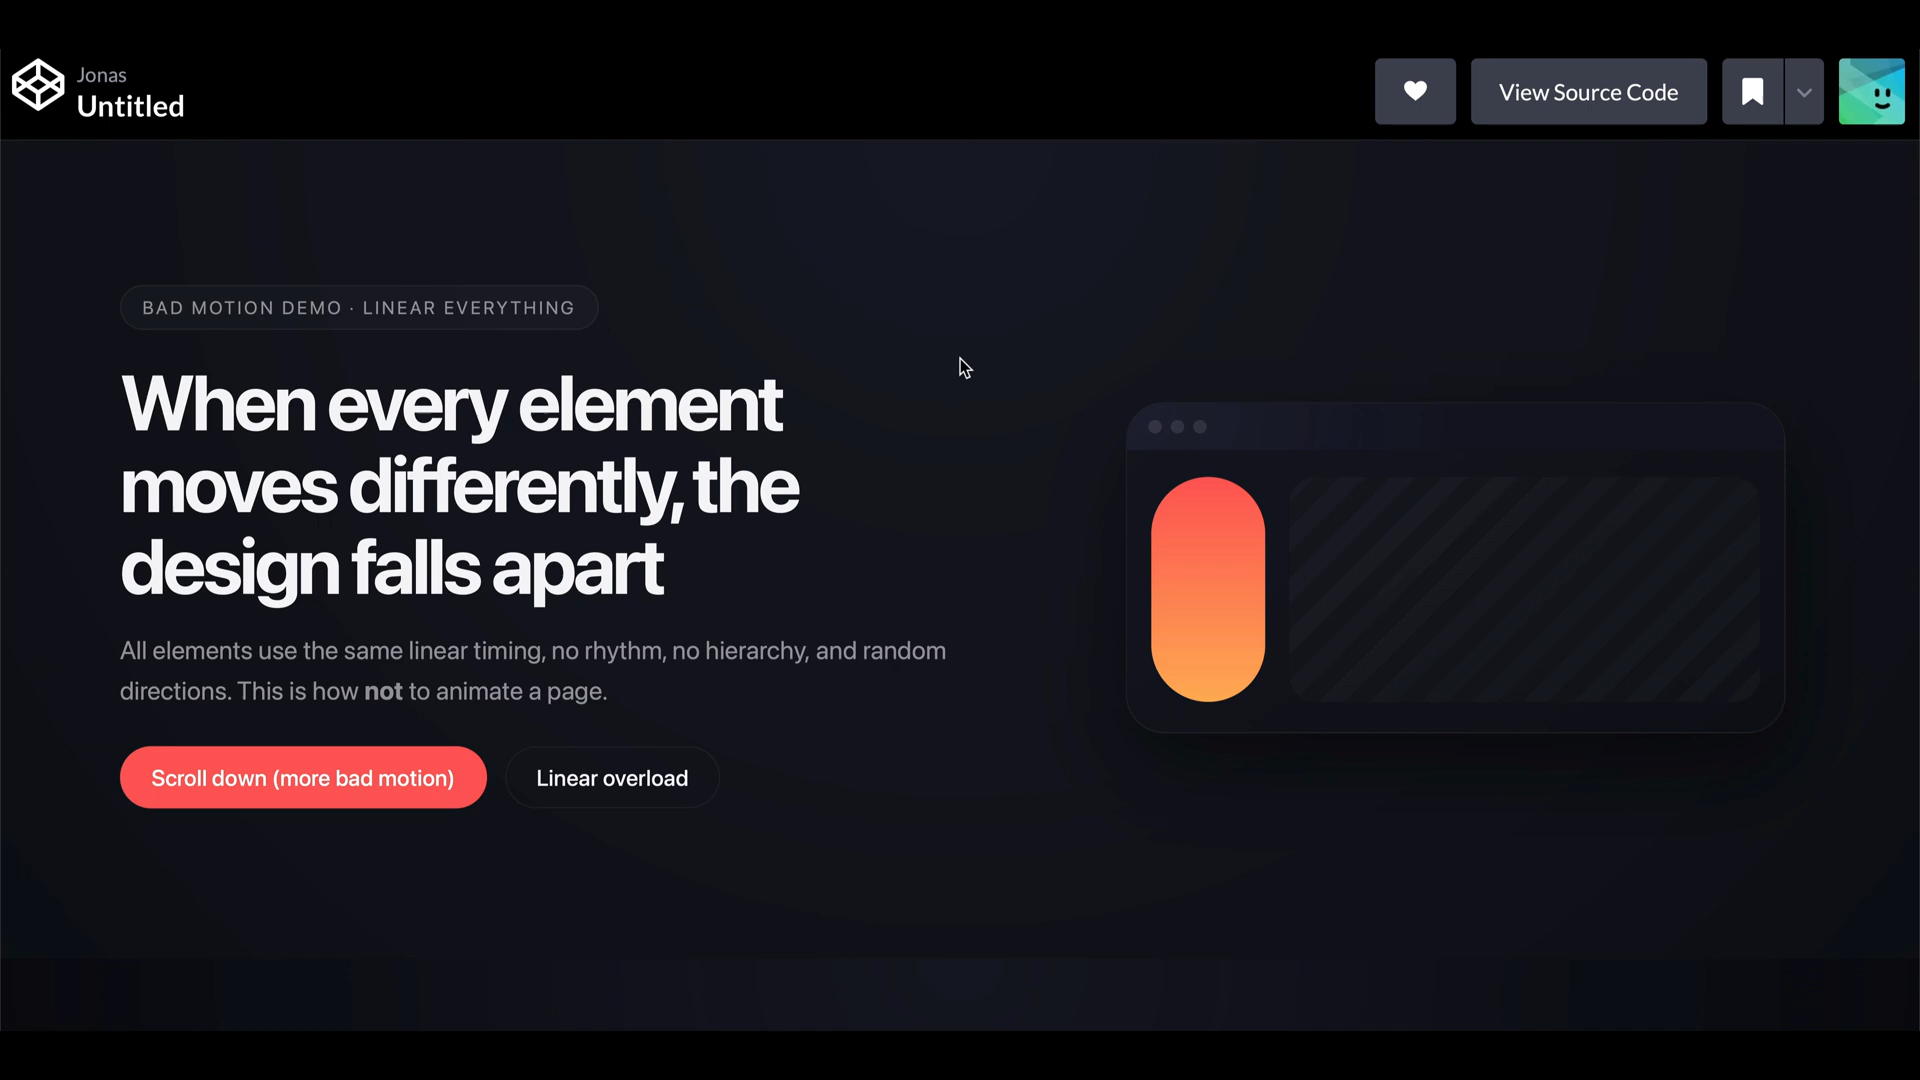 Jonas
Untitled
View Source Code
BAD MOTION DEMO · LINEAR EVERYTHING
When every element
moves differently, the
design falls apart
All elements use the same linear timing, no rhythm, no hierarchy, and random
directions. This is how not to animate a page.
Scroll down (more bad motion)
Linear overload